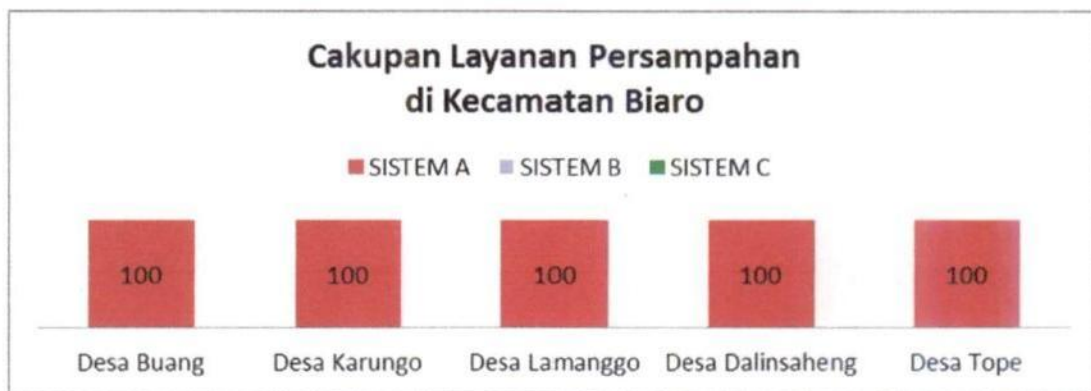 Cakupan Layanan Persampahan
di Kecamatan Biaro
SISTEM A SISTEM B SISTEM C
100 100 100 100 100
Desa Buang Desa Karungo Desa Lamanggo Desa Dalinsaheng Desa Tope